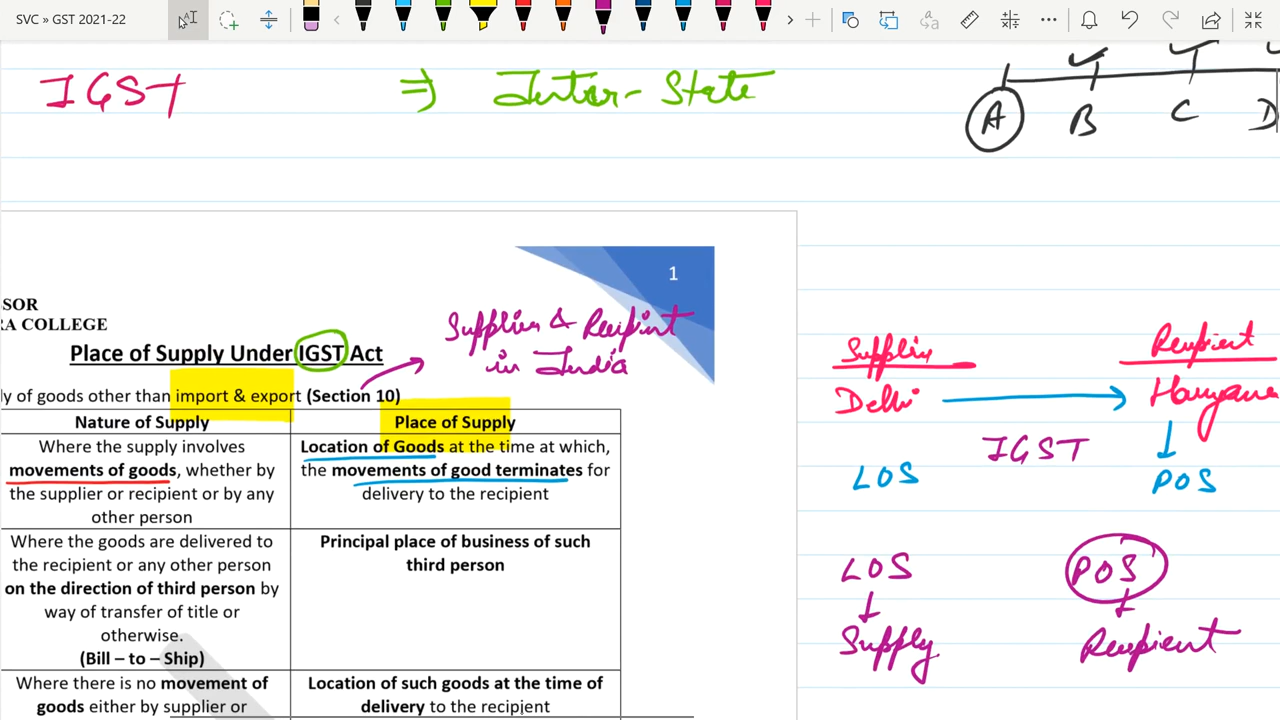 SVC » GST 2021-22
IGST ⇒ Inter-State
A B C D
1
SOR
RA COLLEGE
Place of Supply Under IGST Act
Supplier & Recipient
in India
ly of goods other than import & export (Section 10)
Nature of Supply
Place of Supply
Where the supply involves
movements of goods, whether by
the supplier or recipient or by any
other person
Location of Goods at the time at which,
the movements of good terminates for
delivery to the recipient
Where the goods are delivered to
the recipient or any other person
on the direction of third person by
way of transfer of title or
otherwise.
(Bill – to – Ship)
Principal place of business of such
third person
Where there is no movement of
goods either by supplier or
Location of such goods at the time of
delivery to the recipient
Supplier Recipient
Delhi → Haryana
IGST
LOS POS
LOS POS
Supply Recipient